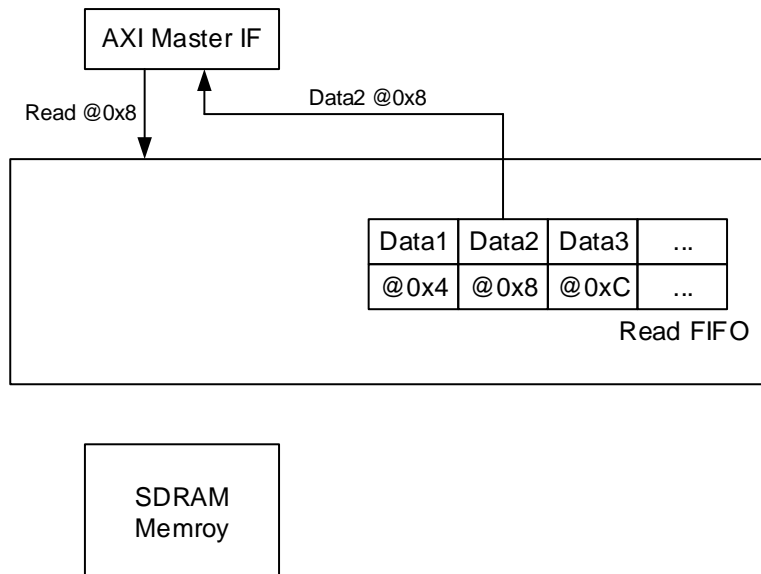 AXI Master IF
Read @0x8
Data2 @0x8
Data1 Data2 Data3 ...
@0x4 @0x8 @0xC ...
Read FIFO
SDRAM
Memroy